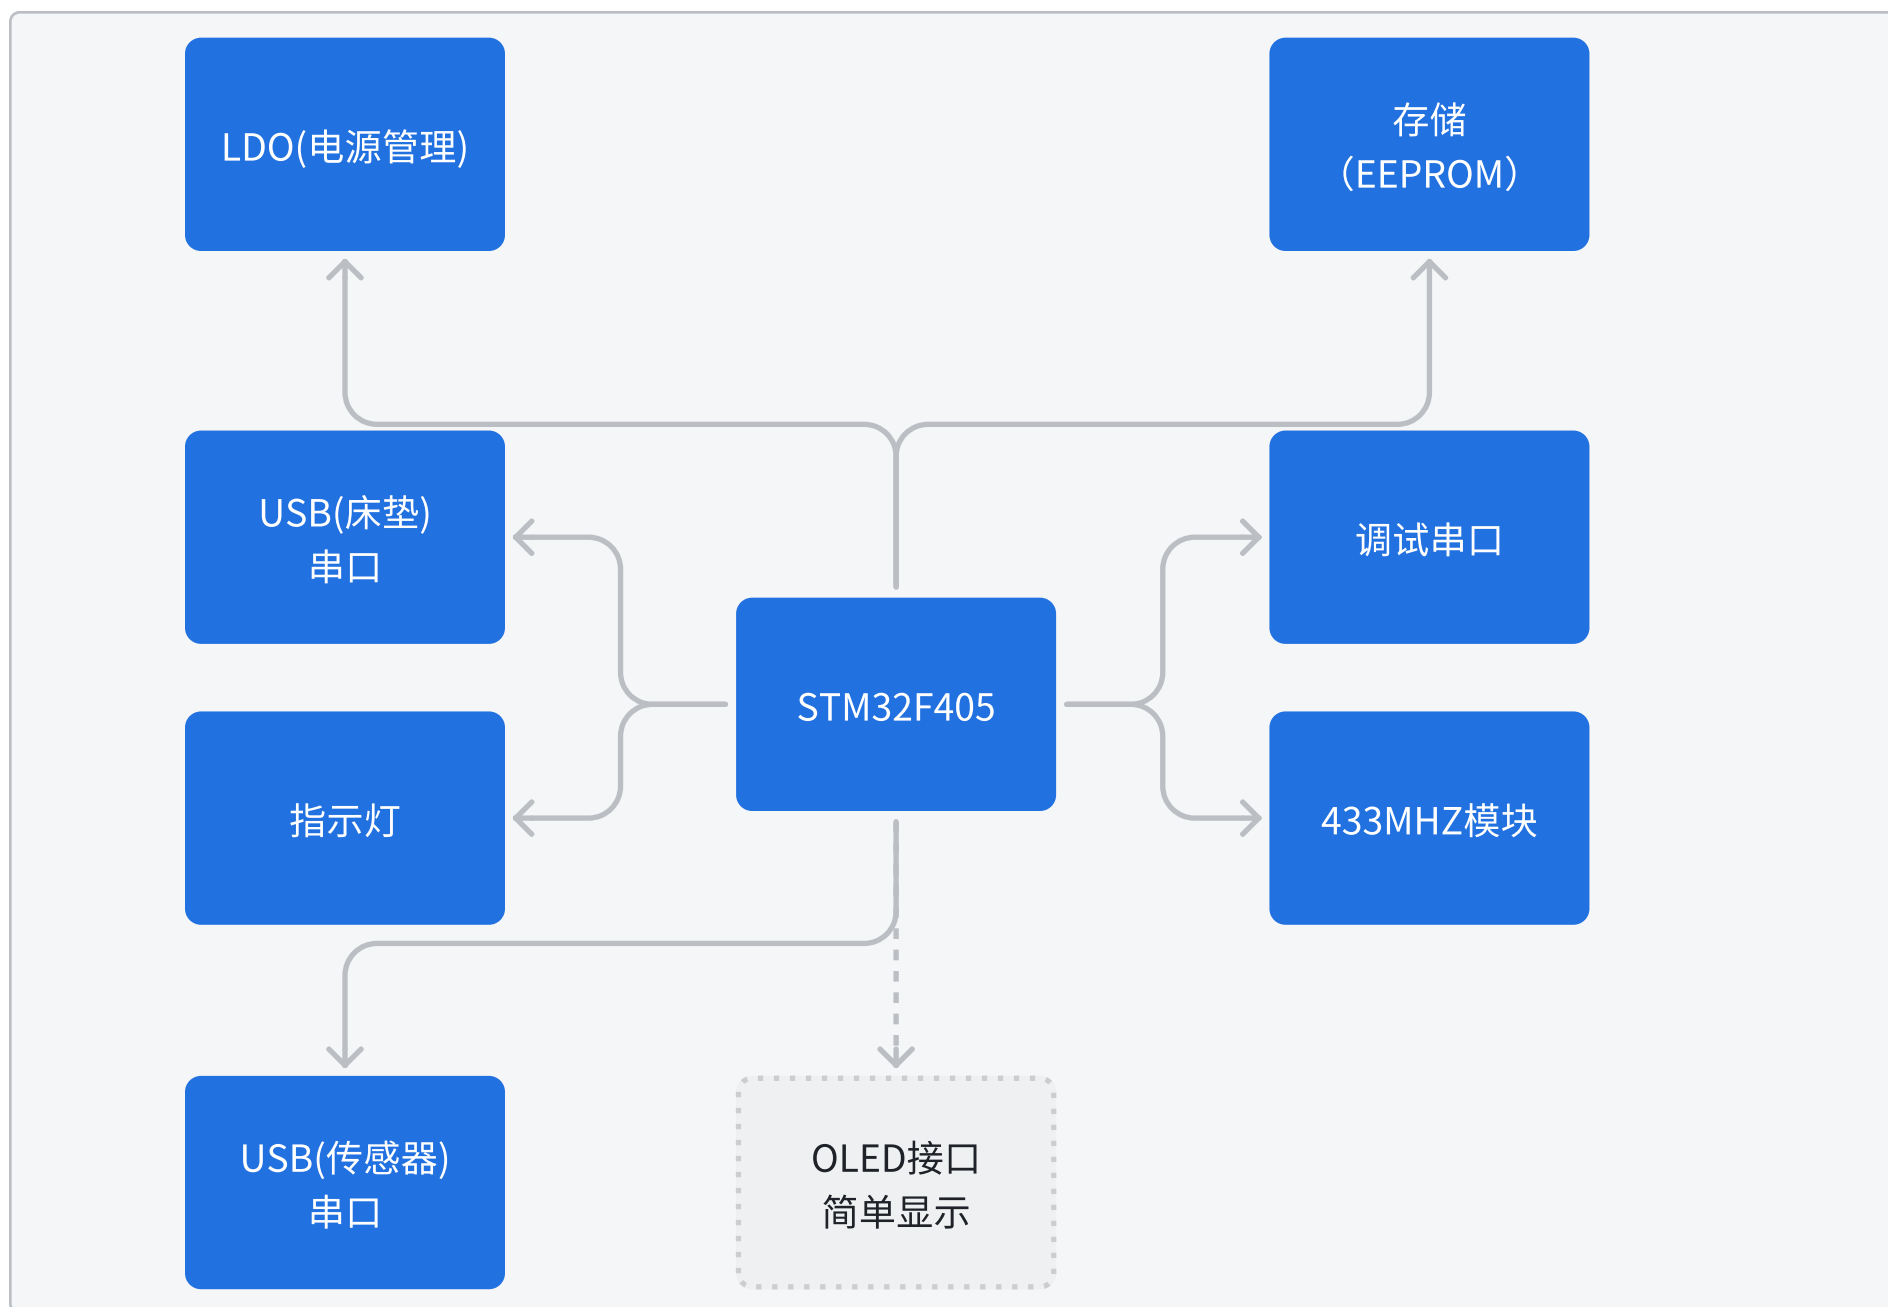 LDO(电源管理)
存储
（EEPROM）
USB(床垫)
串口
调试串口
STM32F405
指示灯
433MHZ模块
USB(传感器)
串口
OLED接口
简单显示